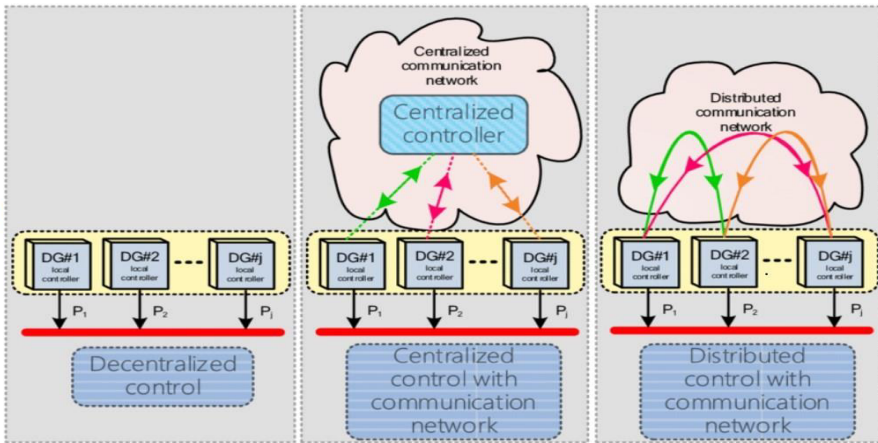 DG#1
local
controller
DG#2
local
controller
DG#j
local
controller
P1
P2
Pj
Decentralized
control
Centralized
communication
network
Centralized
controller
DG#1
local
controller
DG#2
local
controller
DG#j
local
controller
P1
P2
Pj
Centralized
control with
communication
network
Distributed
communication
network
DG#1
local
controller
DG#2
local
controller
DG#j
local
controller
P1
P2
Pj
Distributed
control with
communication
network